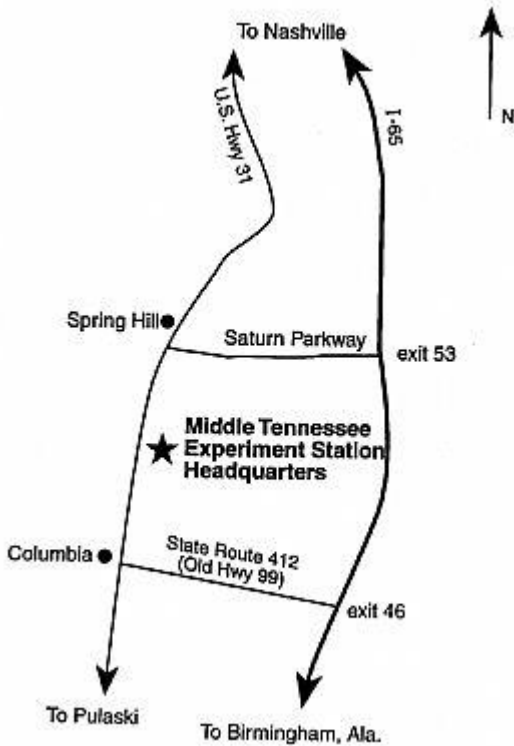 To Nashville
N
U.S. Hwy 31
I-65
Spring Hill
Saturn Parkway
exit 53
Middle Tennessee
Experiment Station
Headquarters
Columbia
State Route 412
(Old Hwy 99)
exit 46
To Pulaski
To Birmingham, Ala.